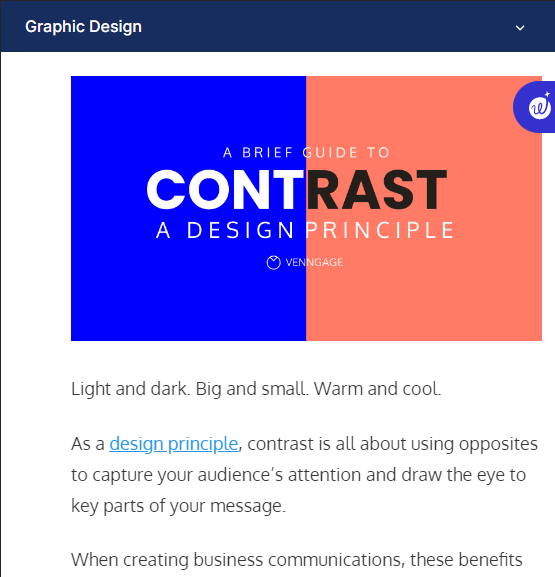 Graphic Design
A BRIEF GUIDE TO
CONTRAST
A DESIGN PRINCIPLE
VENNGAGE
Light and dark. Big and small. Warm and cool.
As a design principle, contrast is all about using opposites
to capture your audience’s attention and draw the eye to
key parts of your message.
When creating business communications, these benefits